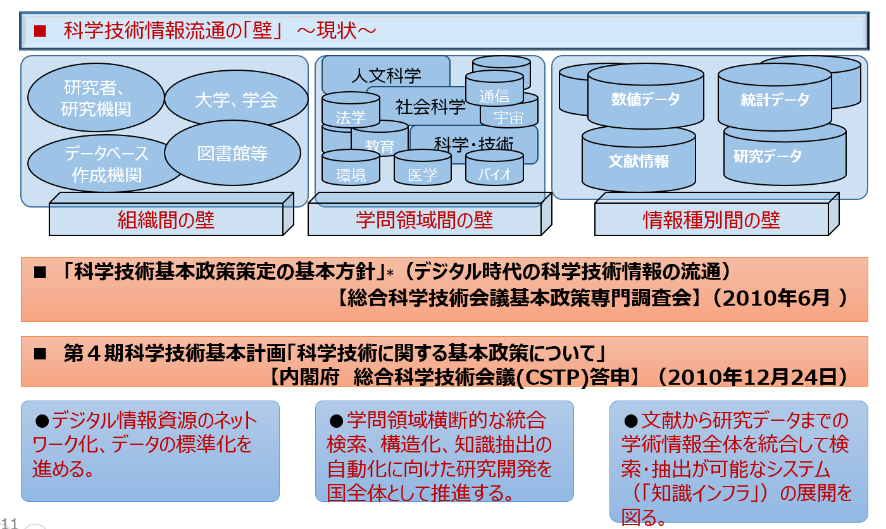 ■ 科学技術情報流通の「壁」 ～現状～
研究者、
研究機関
大学、学会
データベース
作成機関
図書館等
組織間の壁
人文科学
社会科学
科学・技術
法学
教育
通信
宇宙
環境
医学
バイオ
学問領域間の壁
数値データ
統計データ
文献情報
研究データ
情報種別間の壁
■ 「科学技術基本政策策定の基本方針」*（デジタル時代の科学技術情報の流通）
【総合科学技術会議基本政策専門調査会】（2010年6月 ）
■ 第４期科学技術基本計画「科学技術に関する基本政策について」
【内閣府 総合科学技術会議(CSTP)答申】（2010年12月24日）
●デジタル情報資源のネット
ワーク化、データの標準化を
進める。
●学問領域横断的な統合
検索、構造化、知識抽出の
自動化に向けた研究開発を
国全体として推進する。
●文献から研究データまでの
学術情報全体を統合して検
索・抽出が可能なシステム
（「知識インフラ」）の展開を
図る。
11